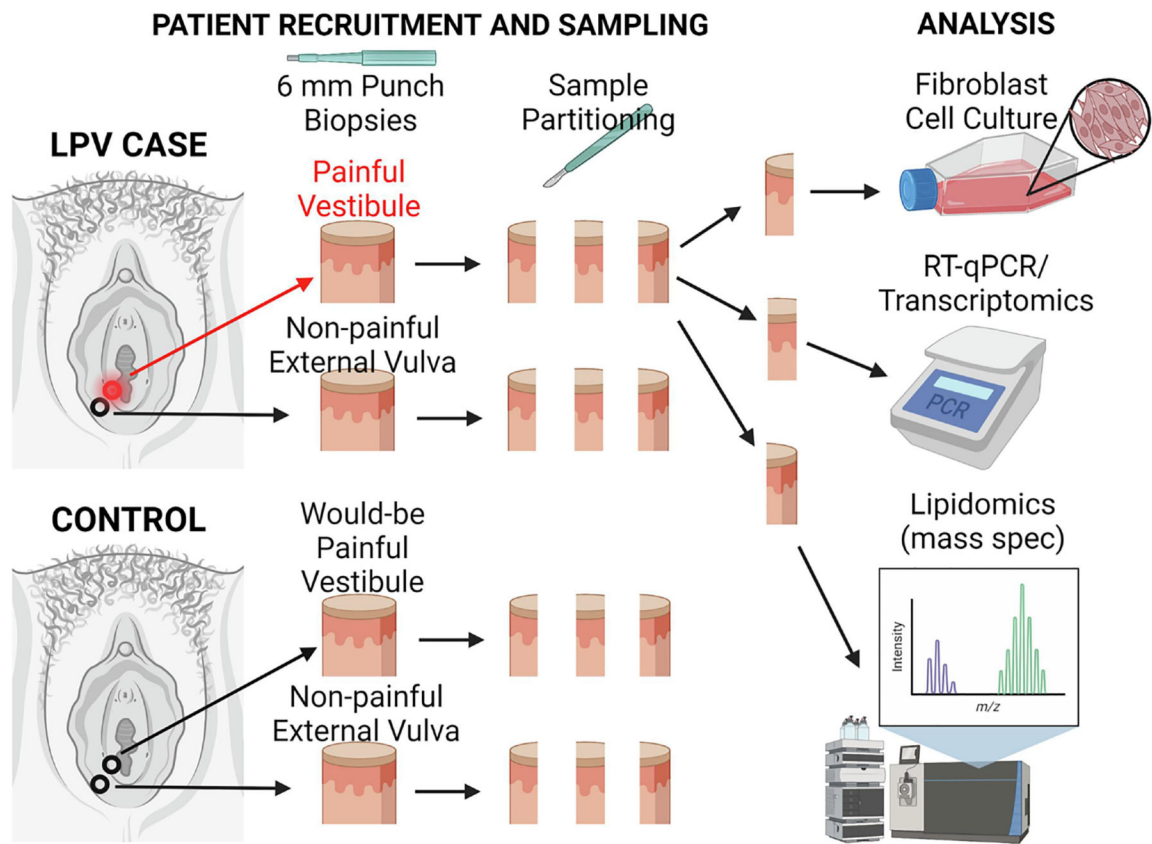 PATIENT RECRUITMENT AND SAMPLING
ANALYSIS
6 mm Punch
Biopsies
Sample
Partitioning
Fibroblast
Cell Culture
LPV CASE
Painful
Vestibule
RT-qPCR/
Transcriptomics
Non-painful
External Vulva
PCR
CONTROL
Would-be
Painful
Vestibule
Lipidomics
(mass spec)
Intensity
m/z
Non-painful
External Vulva